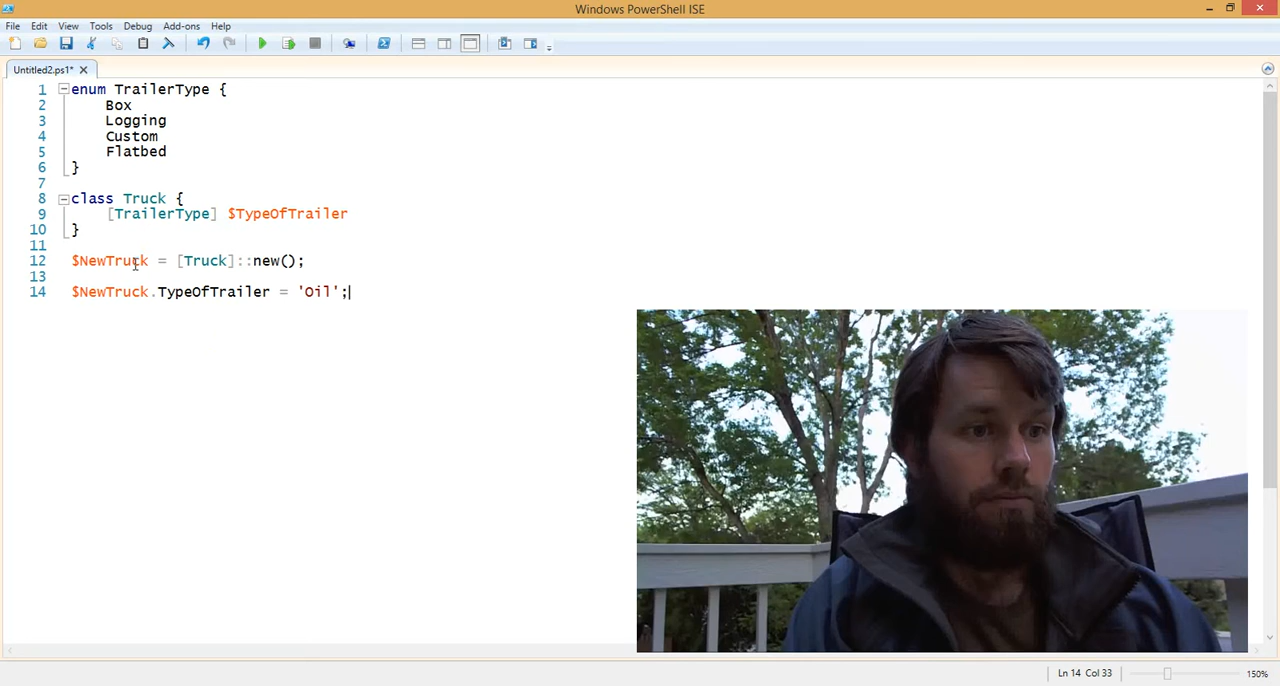 Windows PowerShell ISE
File Edit View Tools Debug Add-ons Help
Untitled2.ps1*
1 enum TrailerType {
2 Box
3 Logging
4 Custom
5 Flatbed
6 }
7
8 class Truck {
9 [TrailerType] $TypeOfTrailer
10 }
11
12 $NewTruck = [Truck]::new();
13
14 $NewTruck.TypeOfTrailer = 'Oil';
Ln 14 Col 33 150%